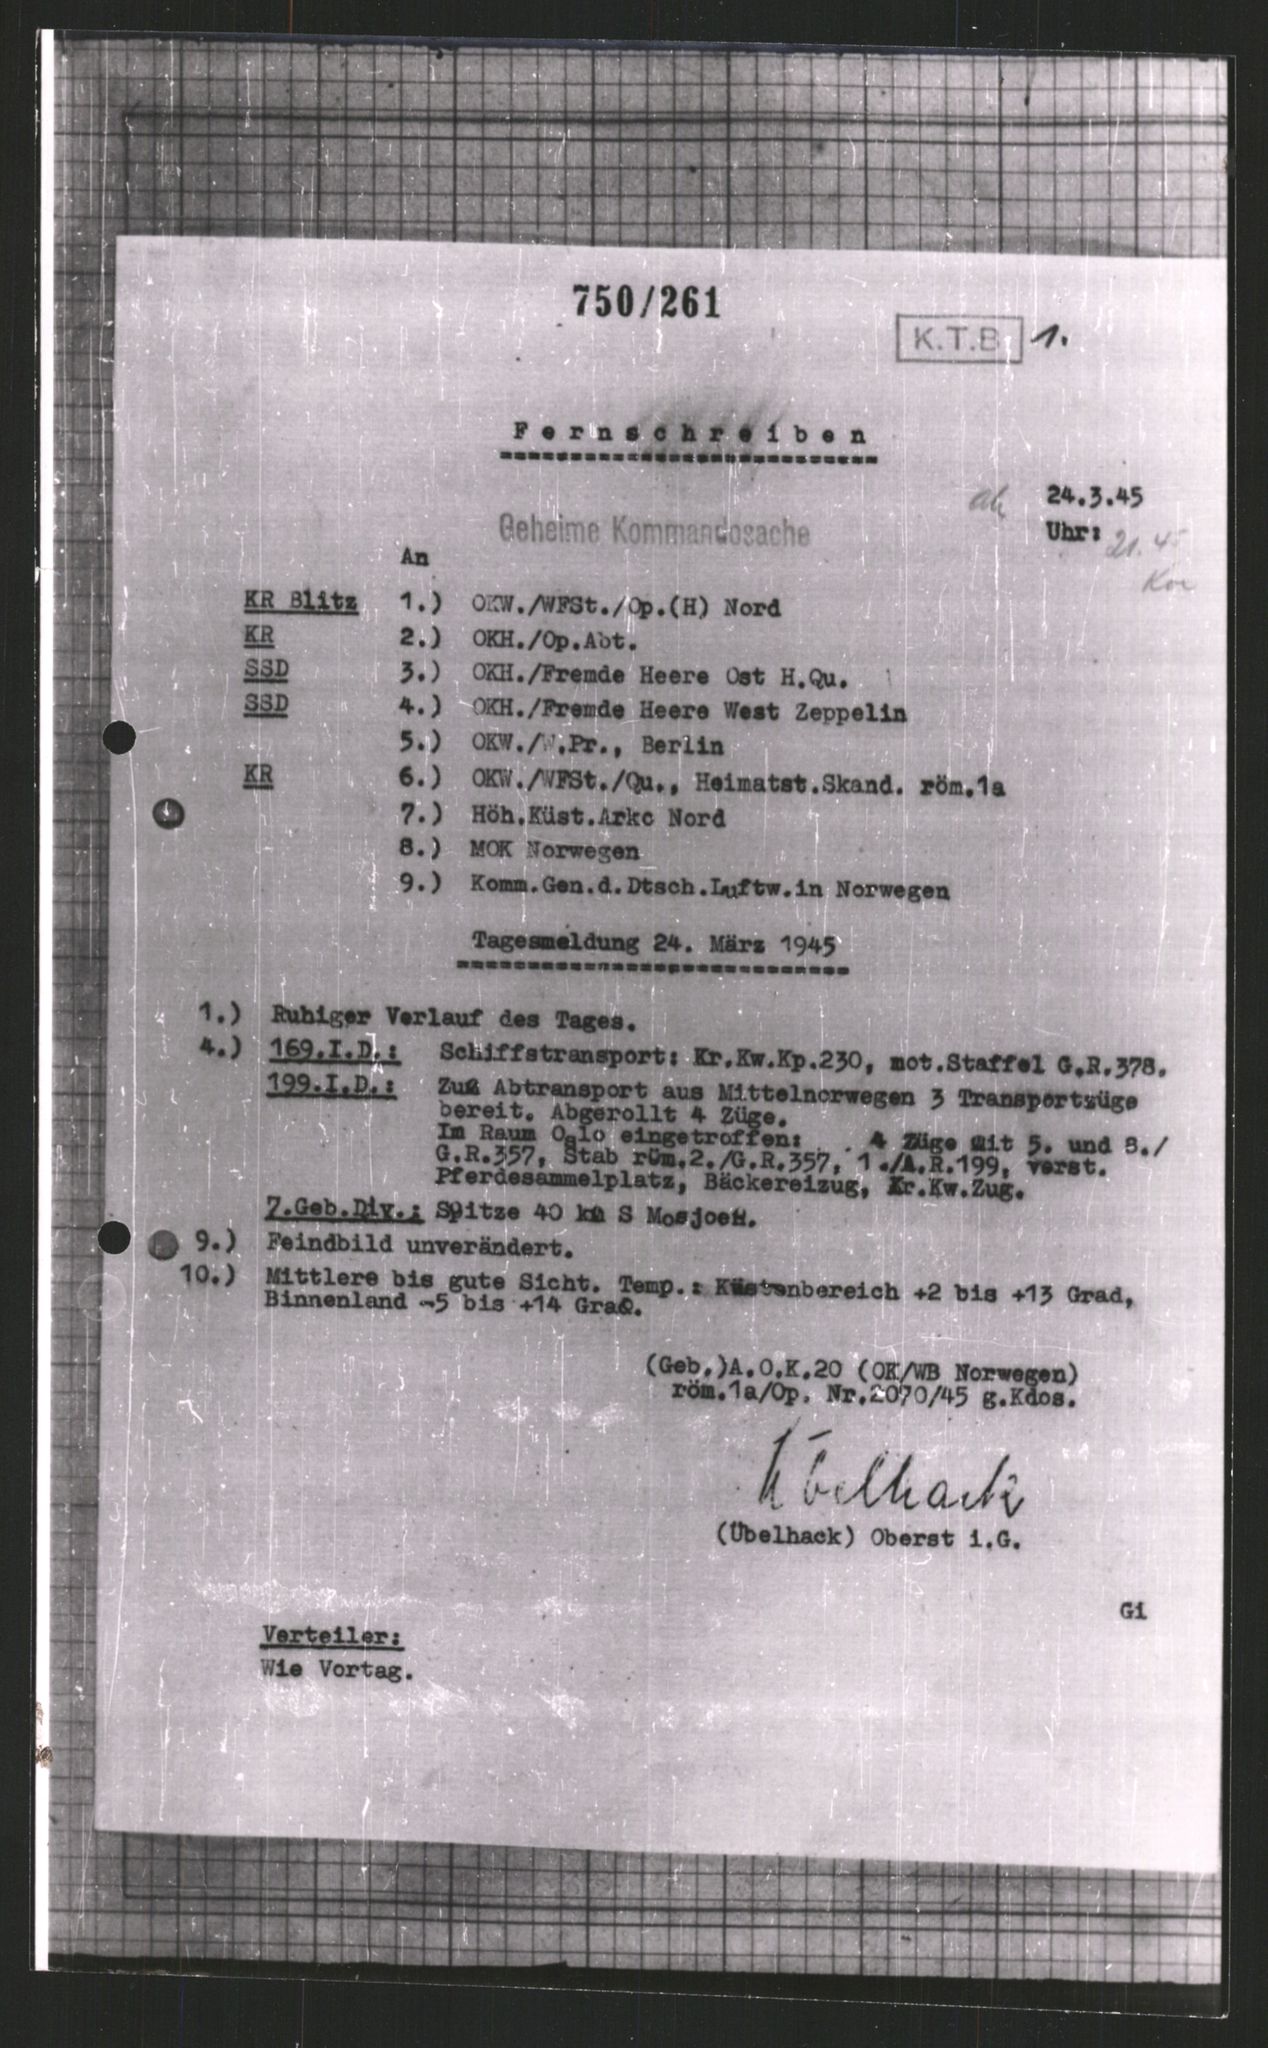 750/261
K.T.B 1.
Fernschreiben
ab 24.3.45
Geheime Kommandosache
Uhr: 21.45
An
KR Blitz 1.) OKW./WFSt./Op.(H) Nord
KR 2.) OKH./Op.Abt.
SSD 3.) OKH./Fremde Heere Ost H.Qu.
SSD 4.) OKH./Fremde Heere West Zeppelin
5.) OKW./W.Pr., Berlin
KR 6.) OKW./WFSt./Qu., Heimatst.Skand. röm.1a
7.) Höh.Küst.Arko Nord
8.) MOK Norwegen
9.) Komm.Gen.d.Dtsch.Luftw.in Norwegen
Tagesmeldung 24. März 1945
1.) Ruhiger Verlauf des Tages.
4.) 169.I.D.: Schiffstransport: Kr.Kw.Kp.230, mot.Staffel G.R.378.
199.I.D.: Zum Abtransport aus Mittelnorwegen 3 Transportzüge
bereit. Abgerollt 4 Züge.
Im Raum Oslo eingetroffen: 4 Züge mit 5. und 8./
G.R.357, Stab röm.2./G.R.357, 1./A.R.199, verst.
Pferdesammelplatz, Bäckereizug, Kr.Kw.Zug.
7.Geb.Div.: Spitze 40 km S Mosjoen.
9.) Feindbild unverändert.
10.) Mittlere bis gute Sicht. Temp.: Küstenbereich +2 bis +13 Grad,
Binnenland -5 bis +14 Grad.
(Geb.)A.O.K.20 (OK/WB Norwegen)
röm.1a/Op. Nr.2070/45 g.Kdos.
Übelhack
(Übelhack) Oberst i.G.
Gi
Verteiler:
Wie Vortag.